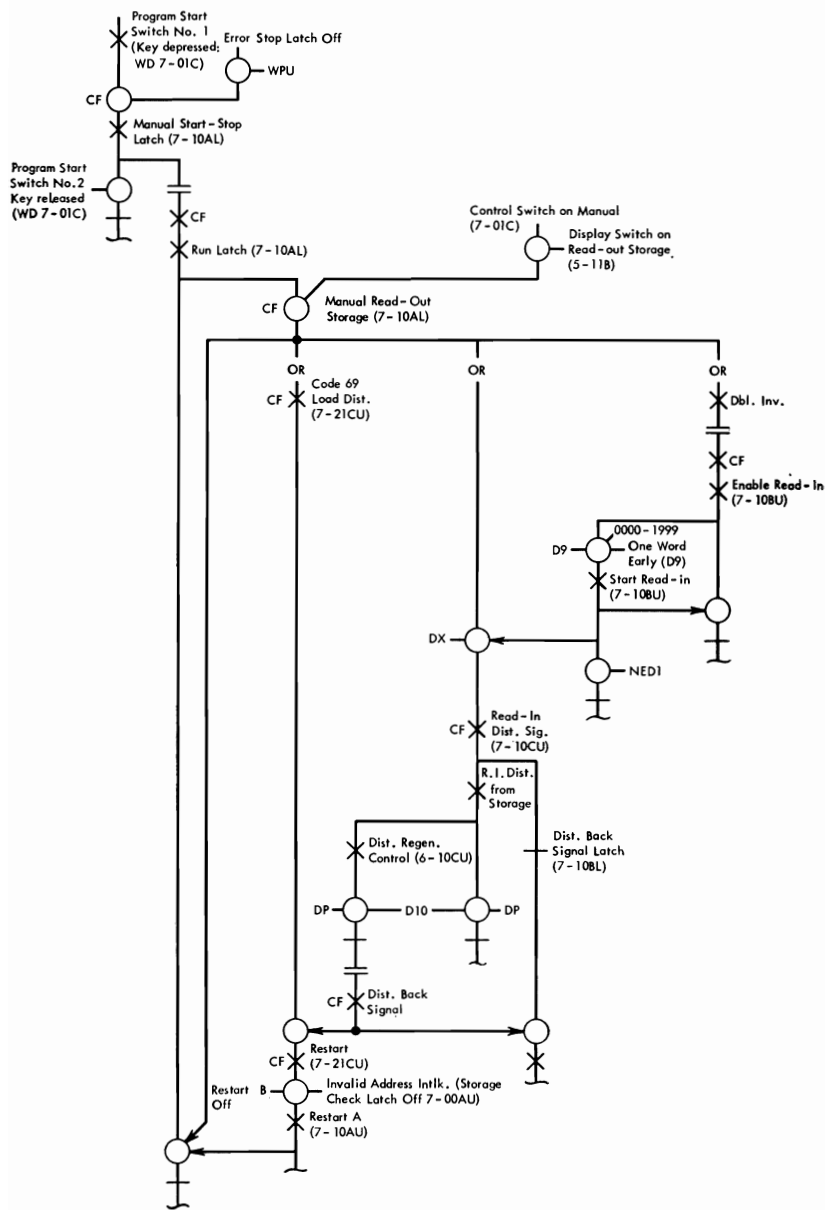 Program Start
Switch No. 1
(Key depressed:
WD 7-01C)
Error Stop Latch Off
WPU
CF
Manual Start-Stop
Latch (7-10AL)
Program Start
Switch No.2
Key released
(WD 7-01C)
CF
Run Latch (7-10AL)
Control Switch on Manual
(7-01C)
Display Switch on
Read-out Storage
(5-11B)
CF
Manual Read-Out
Storage (7-10AL)
OR
OR
OR
CF
Code 69
Load Dist.
(7-21CU)
Dbl. Inv.
CF
Enable Read-In
(7-10BU)
0000-1999
D9
One Word
Early (D9)
Start Read-in
(7-10BU)
DX
NED1
CF
Read-In
Dist. Sig.
(7-10CU)
R.I. Dist.
from
Storage
Dist. Regen.
Control (6-10CU)
Dist. Back
Signal Latch
(7-10BL)
DP
D10
DP
CF
Dist. Back
Signal
CF
Restart
(7-21CU)
Restart
Off
B
Invalid Address Intlk. (Storage
Check Latch Off 7-00AU)
Restart A
(7-10AU)